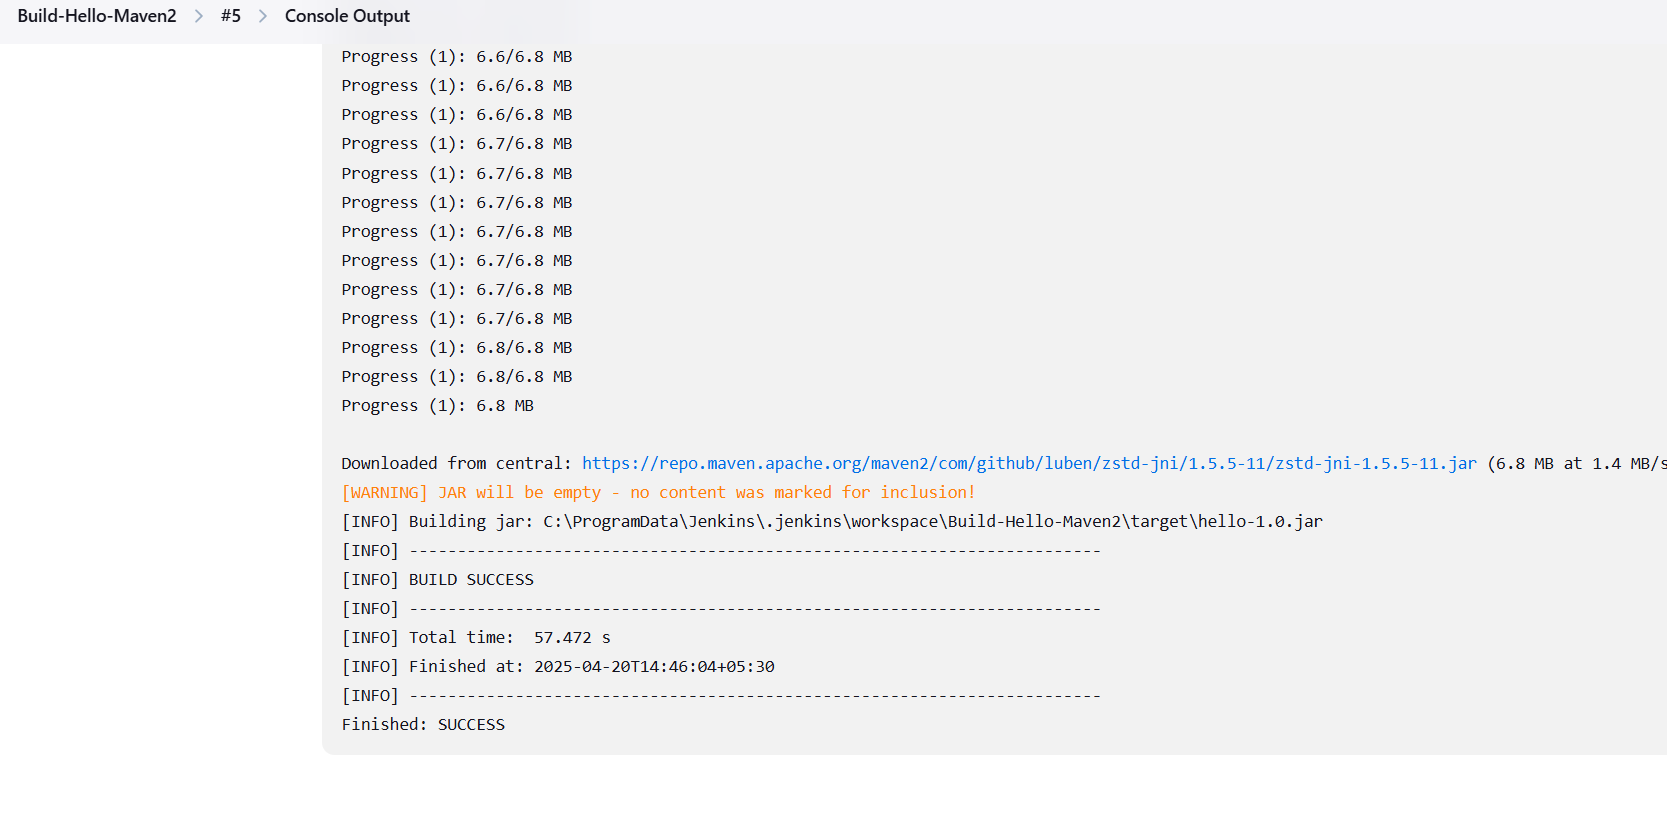 Build-Hello-Maven2 > #5 > Console Output
Progress (1): 6.6/6.8 MB
Progress (1): 6.6/6.8 MB
Progress (1): 6.6/6.8 MB
Progress (1): 6.7/6.8 MB
Progress (1): 6.7/6.8 MB
Progress (1): 6.7/6.8 MB
Progress (1): 6.7/6.8 MB
Progress (1): 6.7/6.8 MB
Progress (1): 6.7/6.8 MB
Progress (1): 6.7/6.8 MB
Progress (1): 6.8/6.8 MB
Progress (1): 6.8/6.8 MB
Progress (1): 6.8 MB
Downloaded from central: https://repo.maven.apache.org/maven2/com/github/luben/zstd-jni/1.5.5-11/zstd-jni-1.5.5-11.jar (6.8 MB at 1.4 MB/s
[WARNING] JAR will be empty - no content was marked for inclusion!
[INFO] Building jar: C:\ProgramData\Jenkins\.jenkins\workspace\Build-Hello-Maven2\target\hello-1.0.jar
[INFO] ------------------------------------------------------------------------
[INFO] BUILD SUCCESS
[INFO] ------------------------------------------------------------------------
[INFO] Total time:  57.472 s
[INFO] Finished at: 2025-04-20T14:46:04+05:30
[INFO] ------------------------------------------------------------------------
Finished: SUCCESS